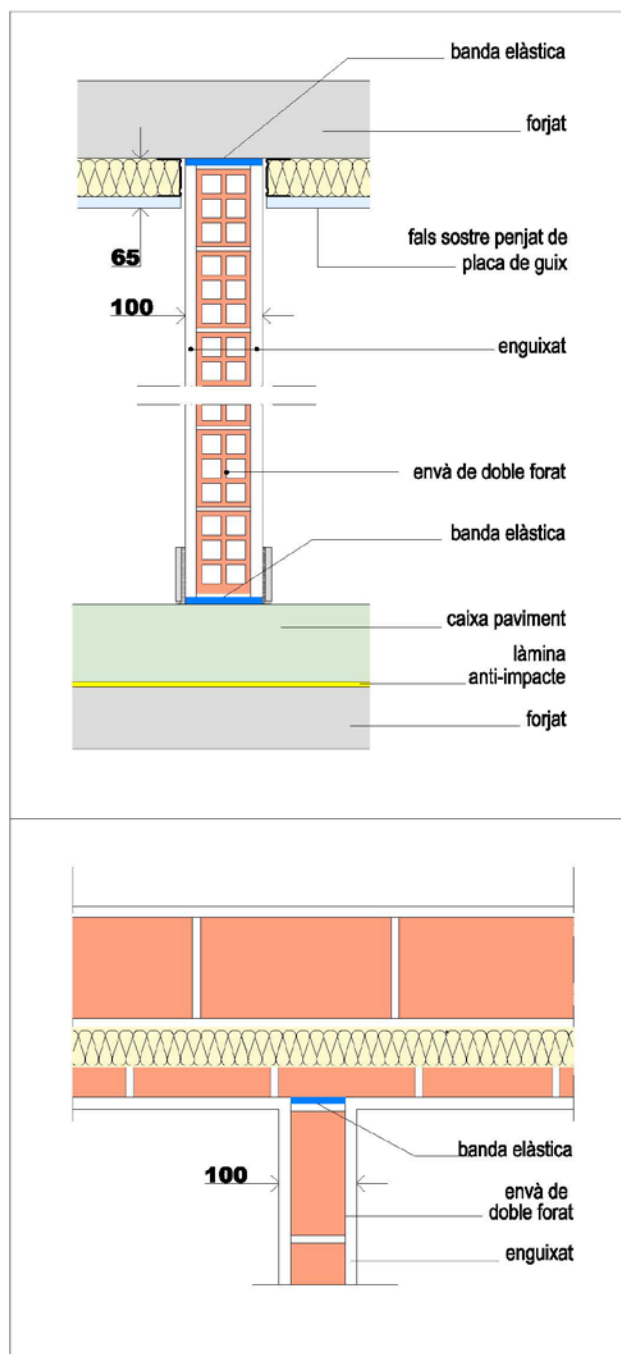 banda elàstica
forjat
fals sostre penjat de
placa de guix
65
100
enguixat
envà de doble forat
banda elàstica
caixa paviment
làmina
anti-impacte
forjat
banda elàstica
100
envà de
doble forat
enguixat